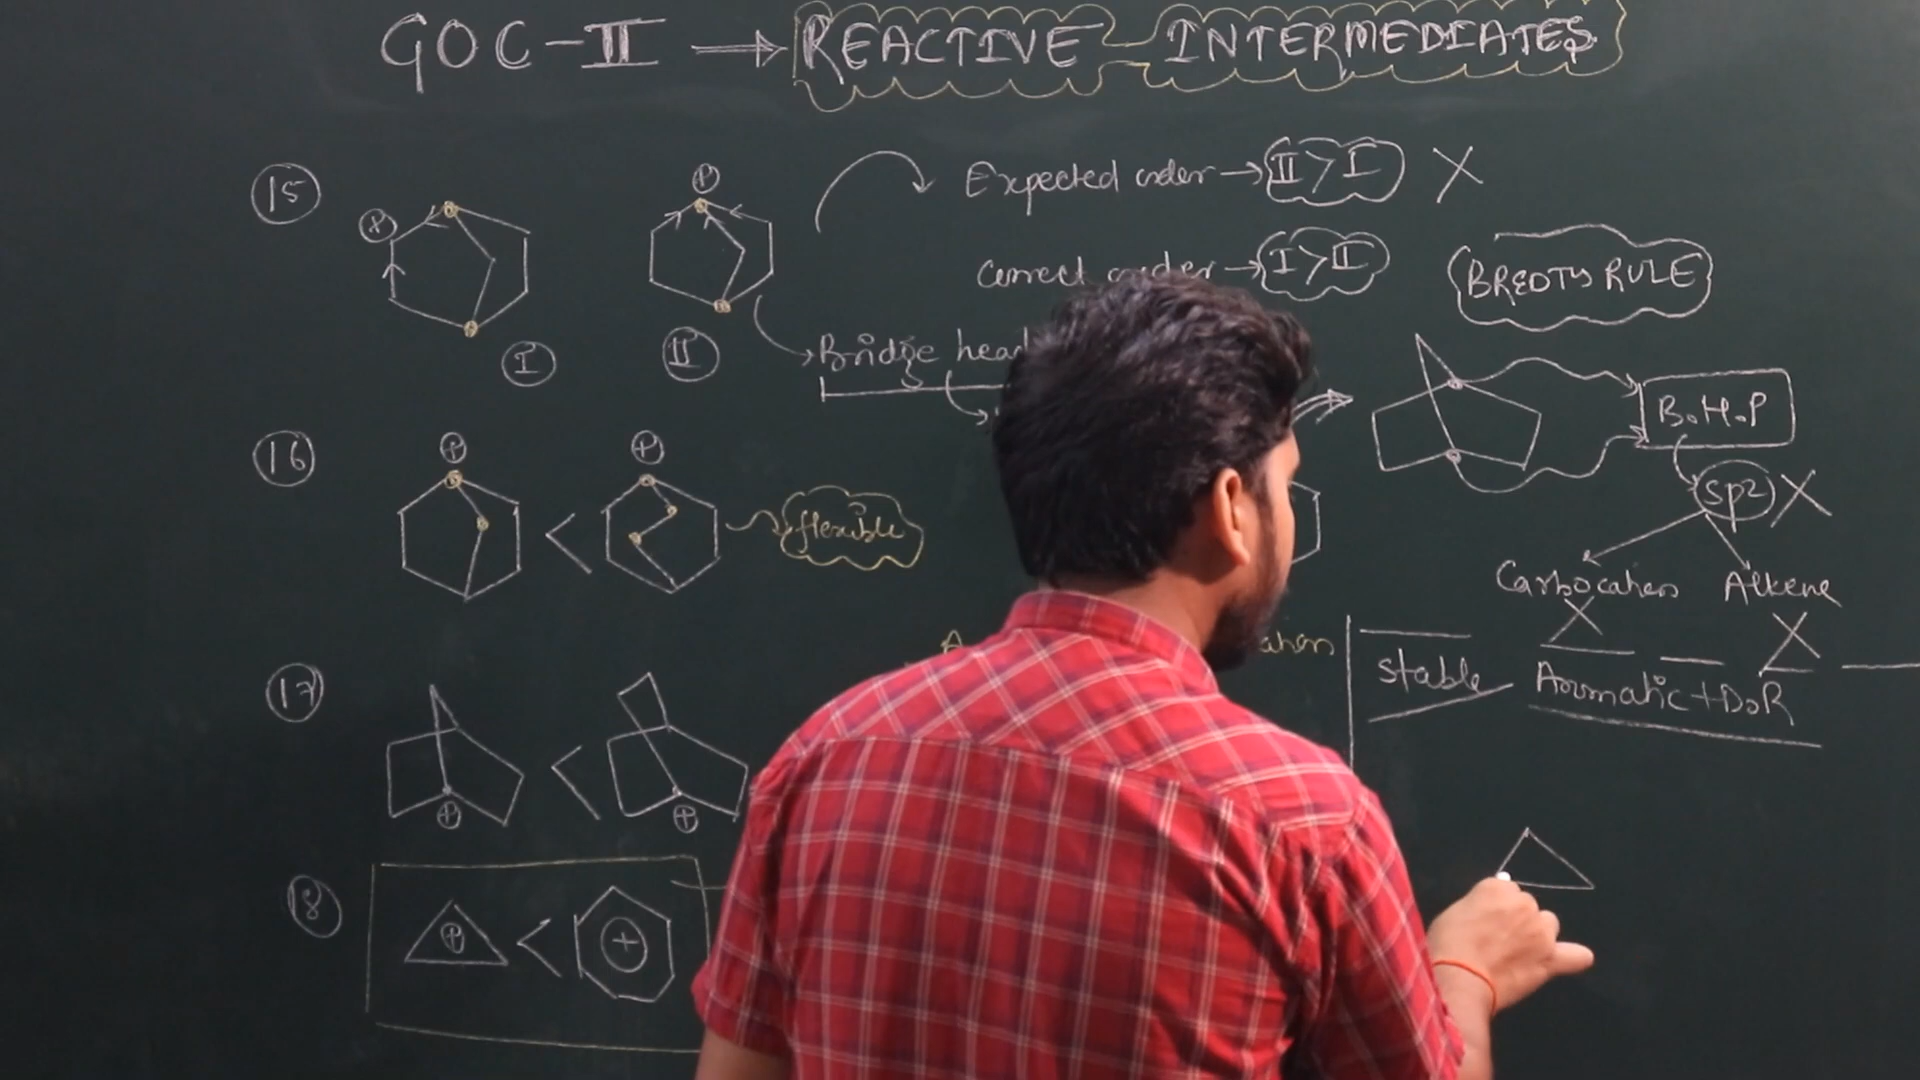 GOC-II → REACTIVE INTERMEDIATES
15
Expected order → II > I X
Correct order → I > II
BREDT'S RULE
I
II
Bridge head
B.H.P
sp2 X
16
<
flexible
Carbocation Alkene
X X
stable Aromatic + DOR
17
<
18
<